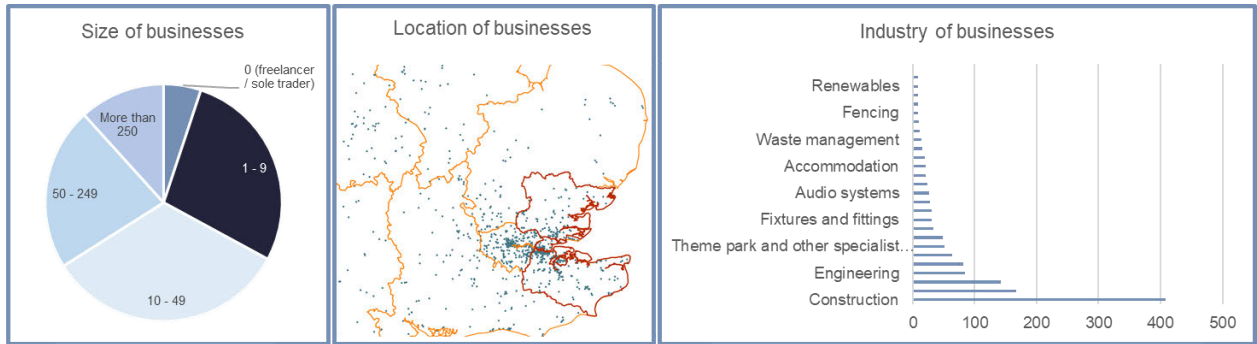 Size of businesses
0 (freelancer
/ sole trader)
More than
250
1 - 9
50 - 249
10 - 49
Location of businesses
Industry of businesses
Renewables
Fencing
Waste management
Accommodation
Audio systems
Fixtures and fittings
Theme park and other specialist…
Engineering
Construction
0 100 200 300 400 500